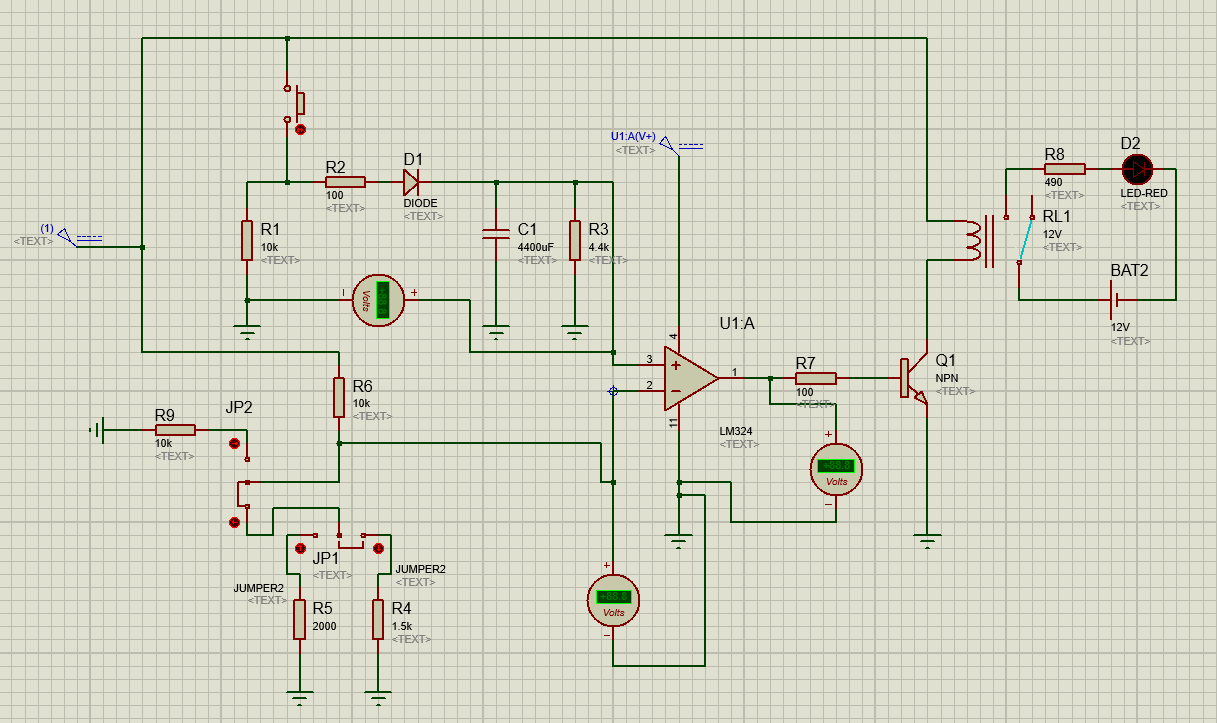 R2
100
<TEXT>
D1
DIODE
<TEXT>
U1:A(V+)
<TEXT>
(1)
<TEXT>
R1
10k
<TEXT>
C1
4400uF
<TEXT>
R3
4.4k
<TEXT>
R8
490
<TEXT>
D2
LED-RED
<TEXT>
RL1
12V
<TEXT>
BAT2
12V
<TEXT>
Volts
+88.8
U1:A
4
3
2
1
11
LM324
<TEXT>
R7
100
<TEXT>
Q1
NPN
<TEXT>
R6
10k
<TEXT>
R9
10k
<TEXT>
JP2
+88.8
Volts
JP1
<TEXT>
JUMPER2
<TEXT>
JUMPER2
<TEXT>
R5
2000
R4
1.5k
<TEXT>
+88.8
Volts